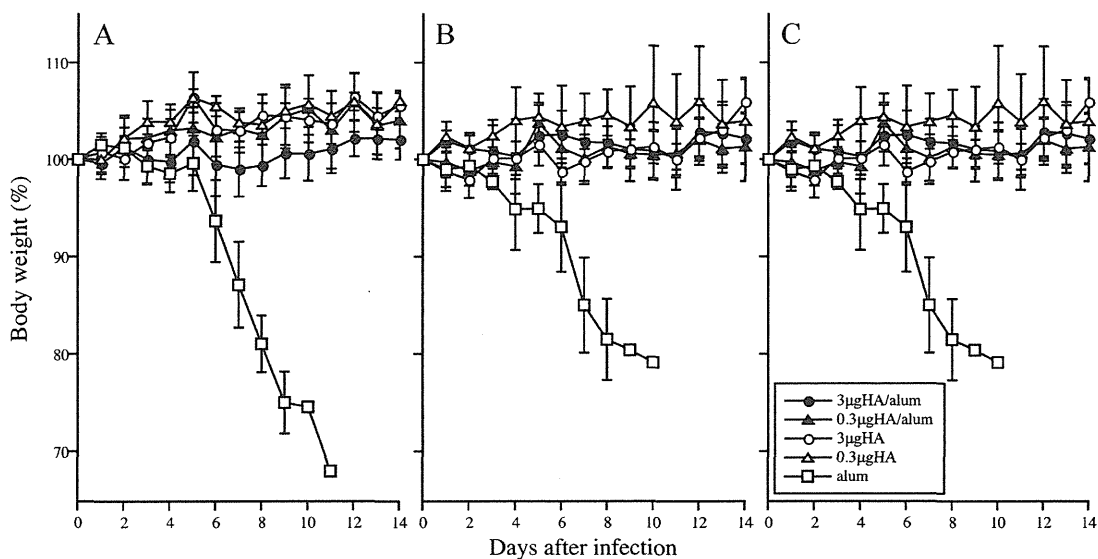 A
B
C
110
100
90
80
70
Body weight (%)
0 2 4 6 8 10 12 14
0 2 4 6 8 10 12 14
0 2 4 6 8 10 12 14
Days after infection
3μgHA/alum
0.3μgHA/alum
3μgHA
0.3μgHA
alum